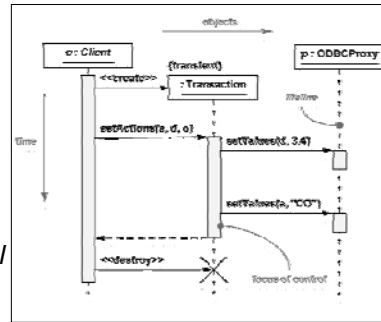 objects
c : Client
{transient}
p : ODBCProxy
<<create>>
: Transaction
lifeline
time
setActions(a, d, o)
setValues(d, 3.4)
setValues(a, "CO")
<<destroy>>
focus of control